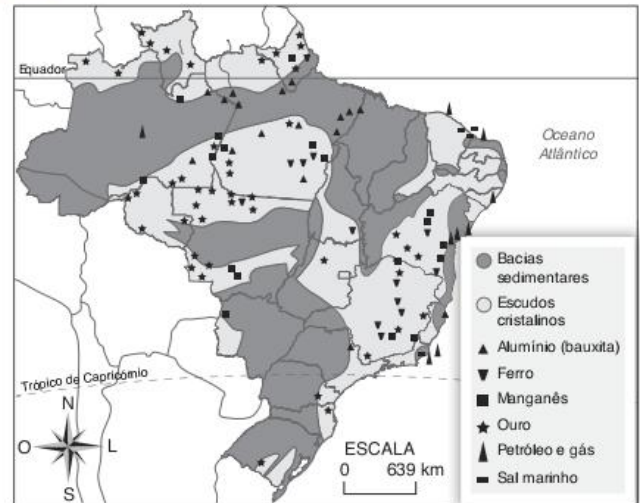 Equador
Oceano
Atlântico
Bacias
sedimentares
Escudos
cristalinos
Alumínio (bauxita)
Ferro
Manganês
Ouro
Petróleo e gás
Sal marinho
Trópico de Capricórnio
N
O
L
S
ESCALA
0 639 km